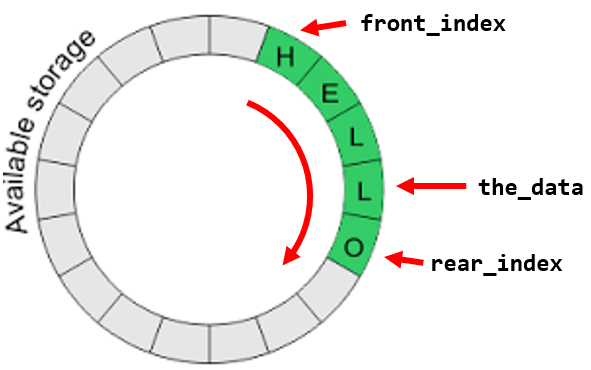 front_index
H
E
L
L
O
the_data
rear_index
Available storage